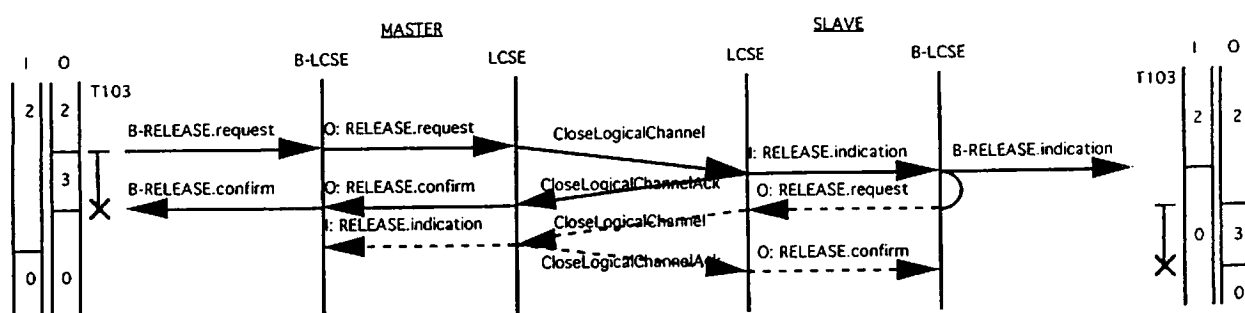 MASTER
SLAVE
B-LCSE
LCSE
LCSE
B-LCSE
I O
T103
T103
I O
2 2
2 2
B-RELEASE.request
O: RELEASE.request
CloseLogicalChannel
I: RELEASE.indication
B-RELEASE.indication
3
B-RELEASE.confirm
O: RELEASE.confirm
CloseLogicalChannelAck
O: RELEASE.request
I: RELEASE.indication
CloseLogicalChannel
0 3
0 0
CloseLogicalChannelAck
O: RELEASE.confirm
0